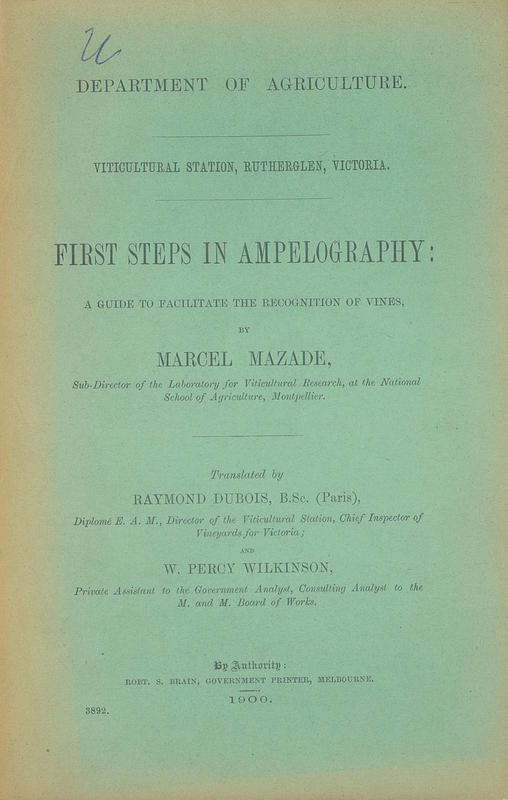 DEPARTMENT OF AGRICULTURE.
VITICULTURAL STATION, RUTHERGLEN, VICTORIA.
FIRST STEPS IN AMPELOGRAPHY:
A GUIDE TO FACILITATE THE RECOGNITION OF VINES,
BY
MARCEL MAZADE,
Sub-Director of the Laboratory for Viticultural Research, at the National
School of Agriculture, Montpellier.
Translated by
RAYMOND DUBOIS, B.Sc. (Paris),
Diplomé E. A. M., Director of the Viticultural Station, Chief Inspector of
Vineyards for Victoria;
AND
W. PERCY WILKINSON,
Private Assistant to the Government Analyst, Consulting Analyst to the
M. and M. Board of Works.
By Authority:
ROBT. S. BRAIN, GOVERNMENT PRINTER, MELBOURNE.
1900.
3892.